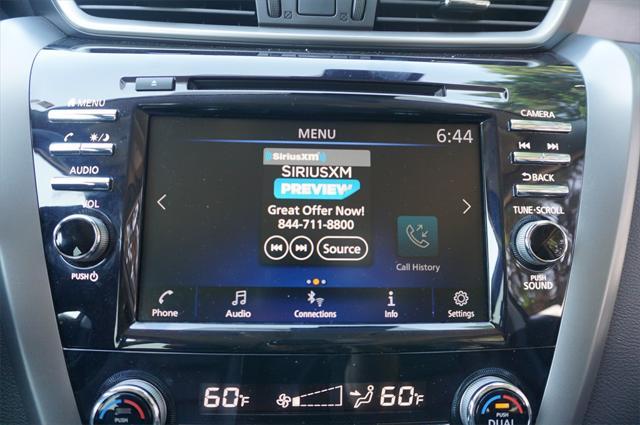 MENU
CAMERA
AUDIO
VOL
PUSH
BACK
TUNE·SCROLL
PUSH
SOUND
MENU
6:44
SiriusXM
SIRIUSXM
PREVIEW
Great Offer Now!
844-711-8800
Source
Call History
Phone
Audio
Connections
Info
Settings
60°F
60°F
DUAL